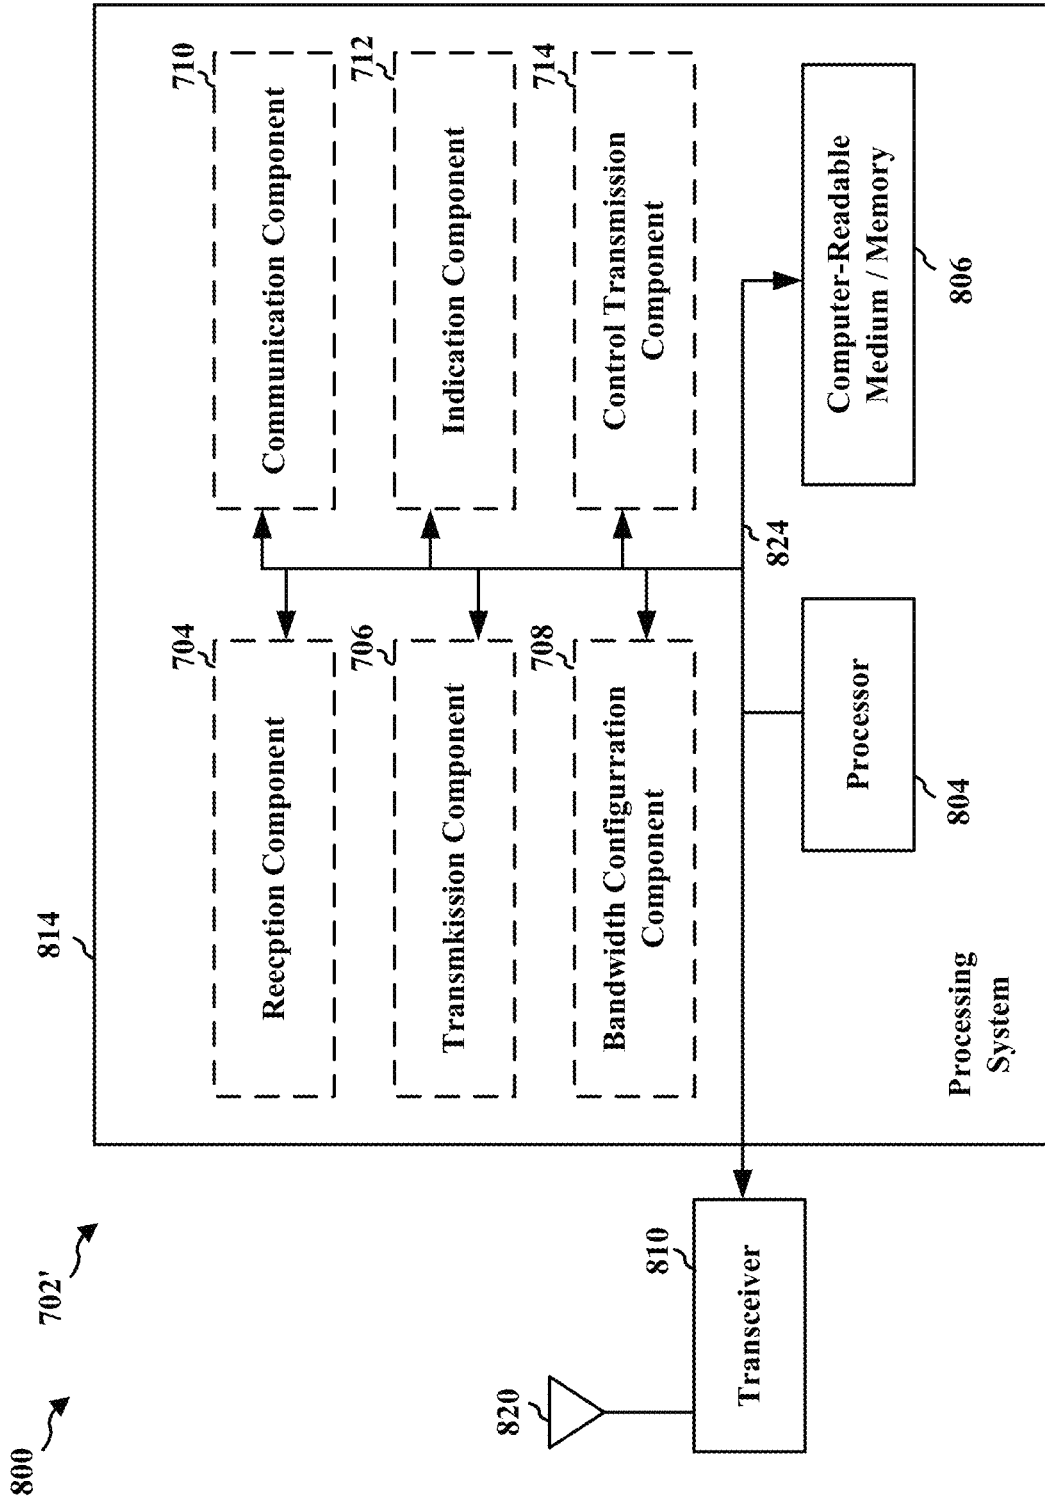 800
702'
814
704
710
Reecption Component
Communication Component
706
712
Transmkission Component
Indication Component
820
708
714
Bandwidth Configurration
Component
Control Transmission
Component
810
Transceiver
824
Processor
Computer-Readable
Medium / Memory
804
806
Processing
System